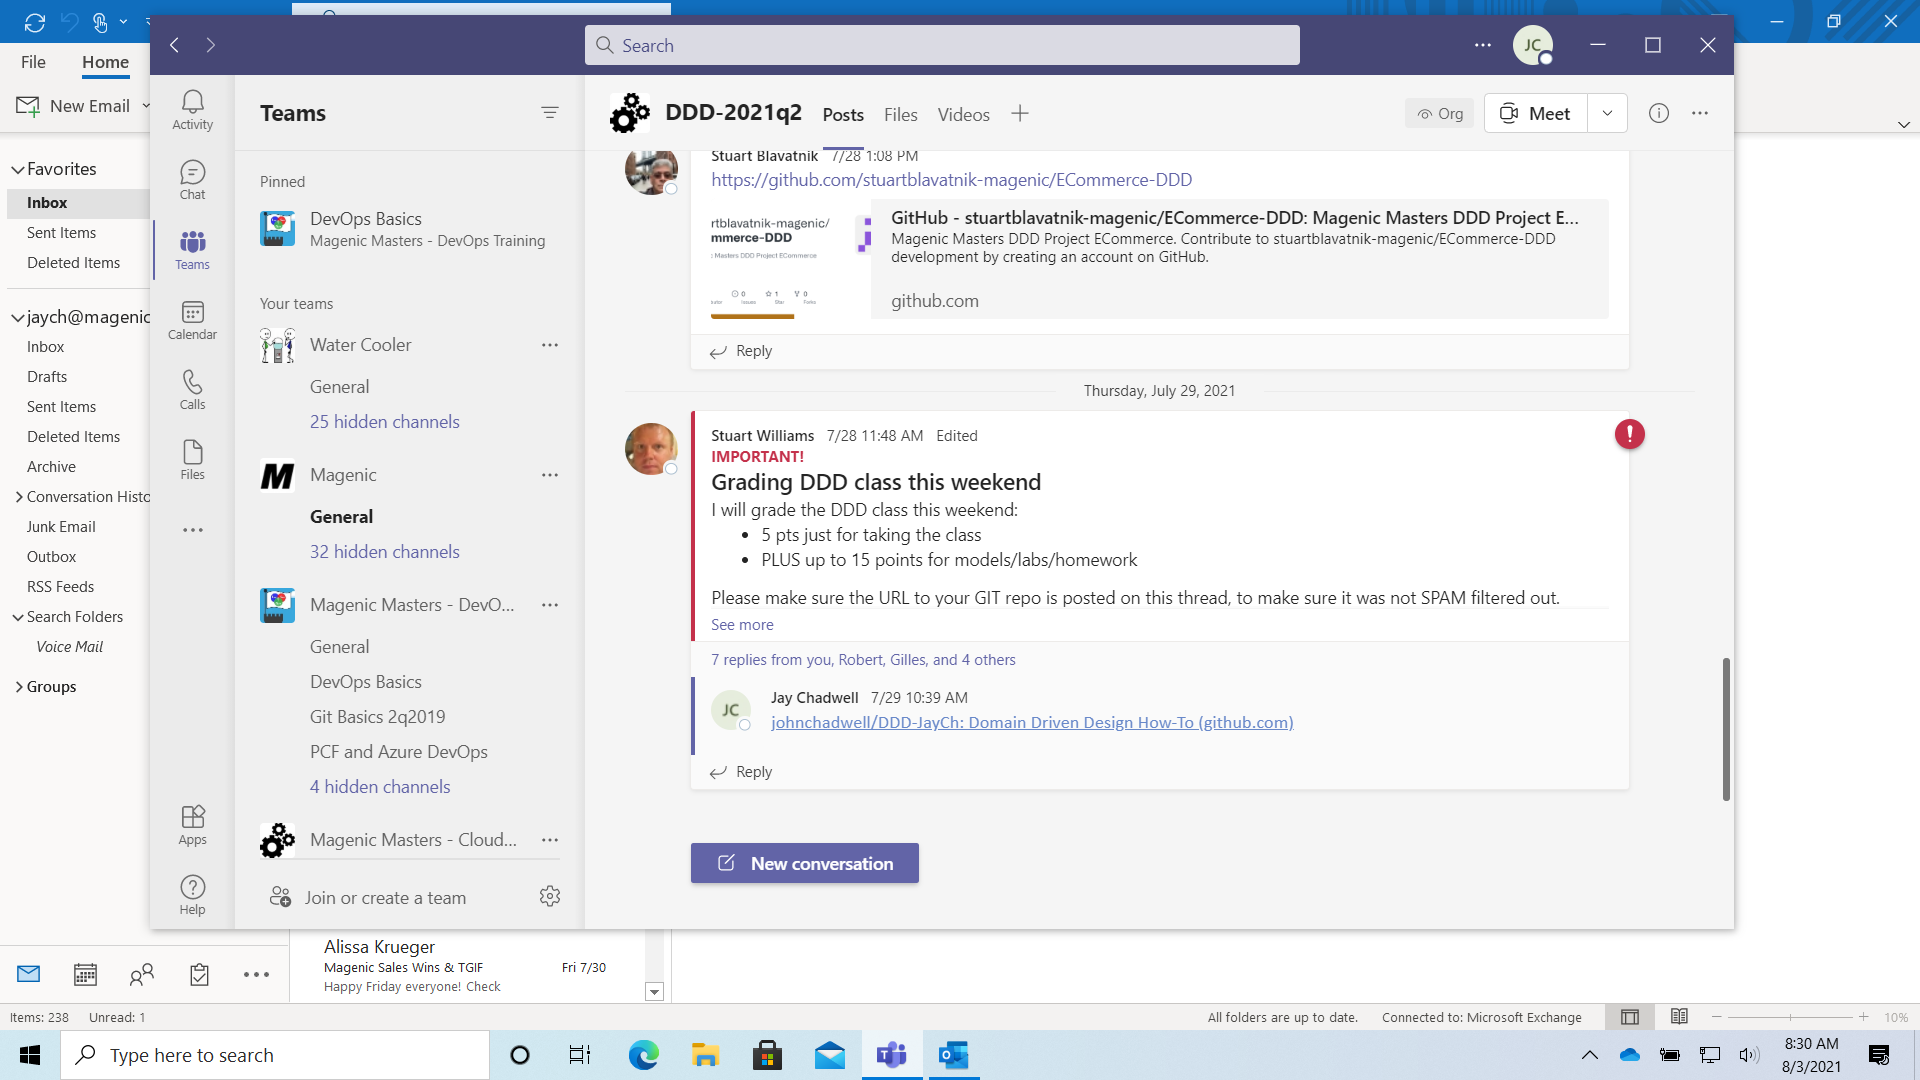 Search
JC
File
Home
New Email
Favorites
Inbox
Sent Items
Deleted Items
jaych@magenic
Inbox
Drafts
Sent Items
Deleted Items
Archive
Conversation Histo
Junk Email
Outbox
RSS Feeds
Search Folders
Voice Mail
Groups
Activity
Chat
Teams
Calendar
Calls
Files
Apps
Help
Teams
Pinned
DevOps Basics
Magenic Masters - DevOps Training
Your teams
Water Cooler
General
25 hidden channels
M
Magenic
General
32 hidden channels
Magenic Masters - DevO...
General
DevOps Basics
Git Basics 2q2019
PCF and Azure DevOps
4 hidden channels
Magenic Masters - Cloud...
Join or create a team
DDD-2021q2
Posts
Files
Videos
Org
Meet
Stuart Blavatnik 7/28 1:08 PM
https://github.com/stuartblavatnik-magenic/ECommerce-DDD
rtblavatnik-magenic/
mmerce-DDD
: Masters DDD Project ECommerce
0 1 0
Issues Star Forks
GitHub - stuartblavatnik-magenic/ECommerce-DDD: Magenic Masters DDD Project E...
Magenic Masters DDD Project ECommerce. Contribute to stuartblavatnik-magenic/ECommerce-DDD
development by creating an account on GitHub.
github.com
Reply
Thursday, July 29, 2021
Stuart Williams 7/28 11:48 AM Edited
!
IMPORTANT!
Grading DDD class this weekend
I will grade the DDD class this weekend:
• 5 pts just for taking the class
• PLUS up to 15 points for models/labs/homework
Please make sure the URL to your GIT repo is posted on this thread, to make sure it was not SPAM filtered out.
See more
7 replies from you, Robert, Gilles, and 4 others
JC
Jay Chadwell 7/29 10:39 AM
johnchadwell/DDD-JayCh: Domain Driven Design How-To (github.com)
Reply
New conversation
Alissa Krueger
Magenic Sales Wins & TGIF Fri 7/30
Happy Friday everyone! Check
Items: 238 Unread: 1
All folders are up to date. Connected to: Microsoft Exchange
10%
Type here to search
8:30 AM
8/3/2021